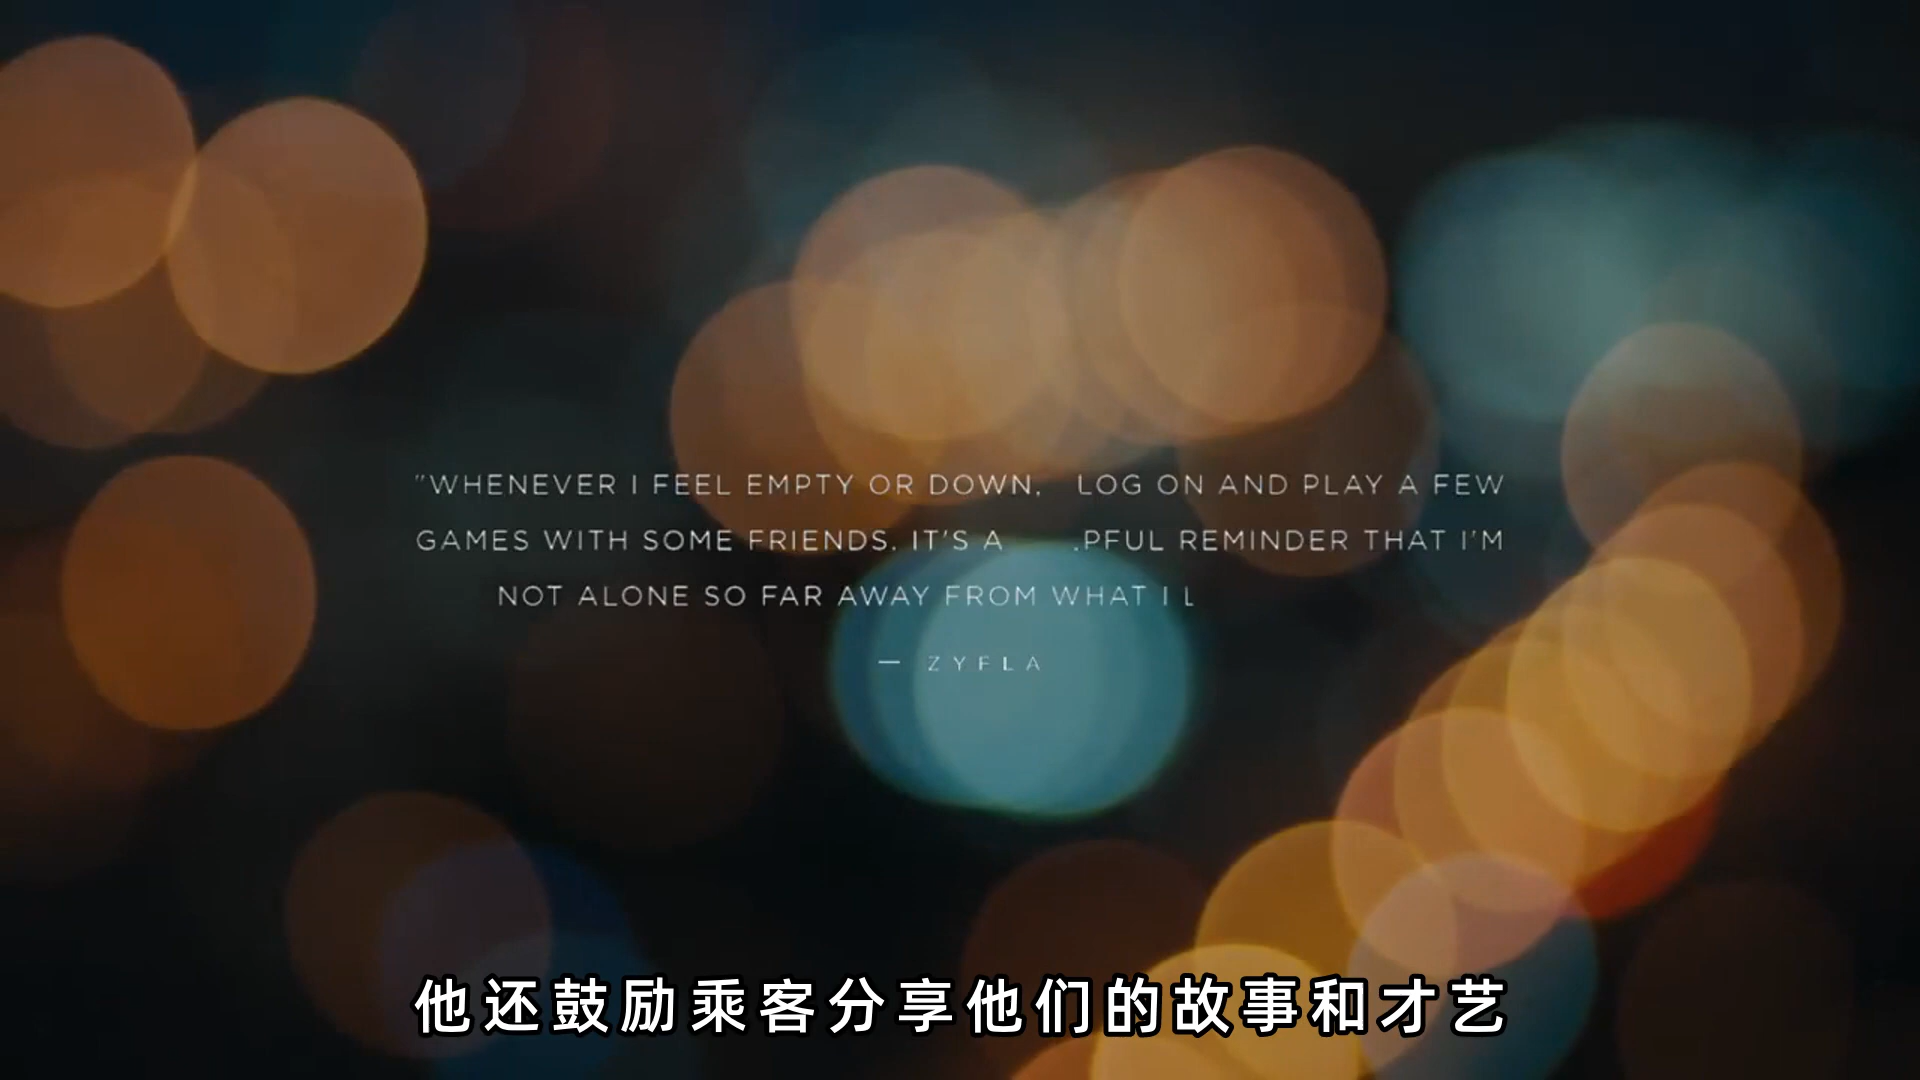 "WHENEVER I FEEL EMPTY OR DOWN, LOG ON AND PLAY A FEW
GAMES WITH SOME FRIENDS. IT'S A REMINDER THAT I'M
NOT ALONE SO FAR AWAY FROM WHAT I
— ZYFLA
他还鼓励乘客分享他们的故事和才艺